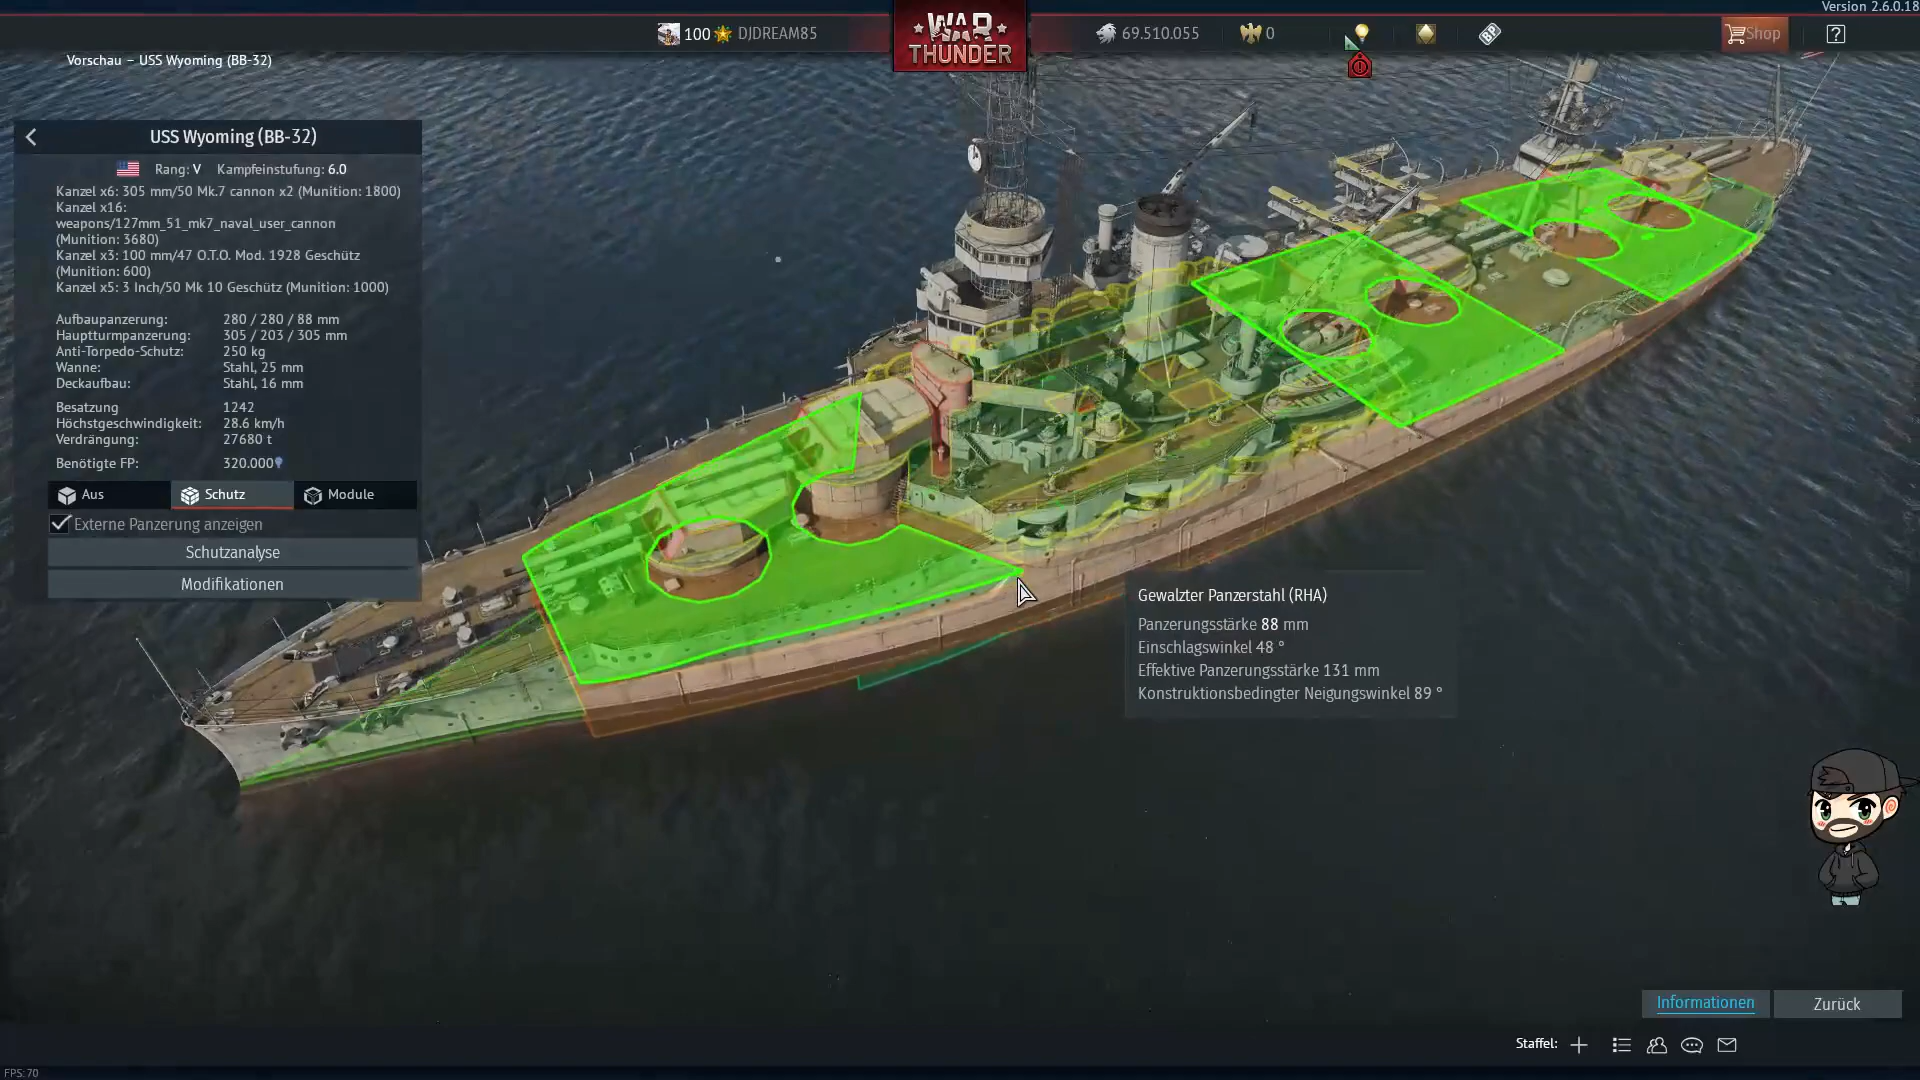 Version 2.6.0.18
100 DJDREAM85
WAR THUNDER
69.510.055
0
BP
Shop
?
Vorschau – USS Wyoming (BB-32)
USS Wyoming (BB-32)
Rang: V Kampfeinstufung: 6.0
Kanzel x6: 305 mm/50 Mk.7 cannon x2 (Munition: 1800)
Kanzel x16:
weapons/127mm_51_mk7_naval_user_cannon
(Munition: 3680)
Kanzel x3: 100 mm/47 O.T.O. Mod. 1928 Geschütz
(Munition: 600)
Kanzel x5: 3 Inch/50 Mk 10 Geschütz (Munition: 1000)
Aufbaupanzerung: 280 / 280 / 88 mm
Hauptturmpanzerung: 305 / 203 / 305 mm
Anti-Torpedo-Schutz: 250 kg
Wanne: Stahl, 25 mm
Deckaufbau: Stahl, 16 mm
Besatzung 1242
Höchstgeschwindigkeit: 28.6 km/h
Verdrängung: 27680 t
Benötigte FP: 320.000
Aus Schutz Module
Externe Panzerung anzeigen
Schutzanalyse
Modifikationen
Gewalzter Panzerstahl (RHA)
Panzerungsstärke 88 mm
Einschlagswinkel 48 °
Effektive Panzerungsstärke 131 mm
Konstruktionsbedingter Neigungswinkel 89 °
Informationen Zurück
Staffel:
FPS: 70